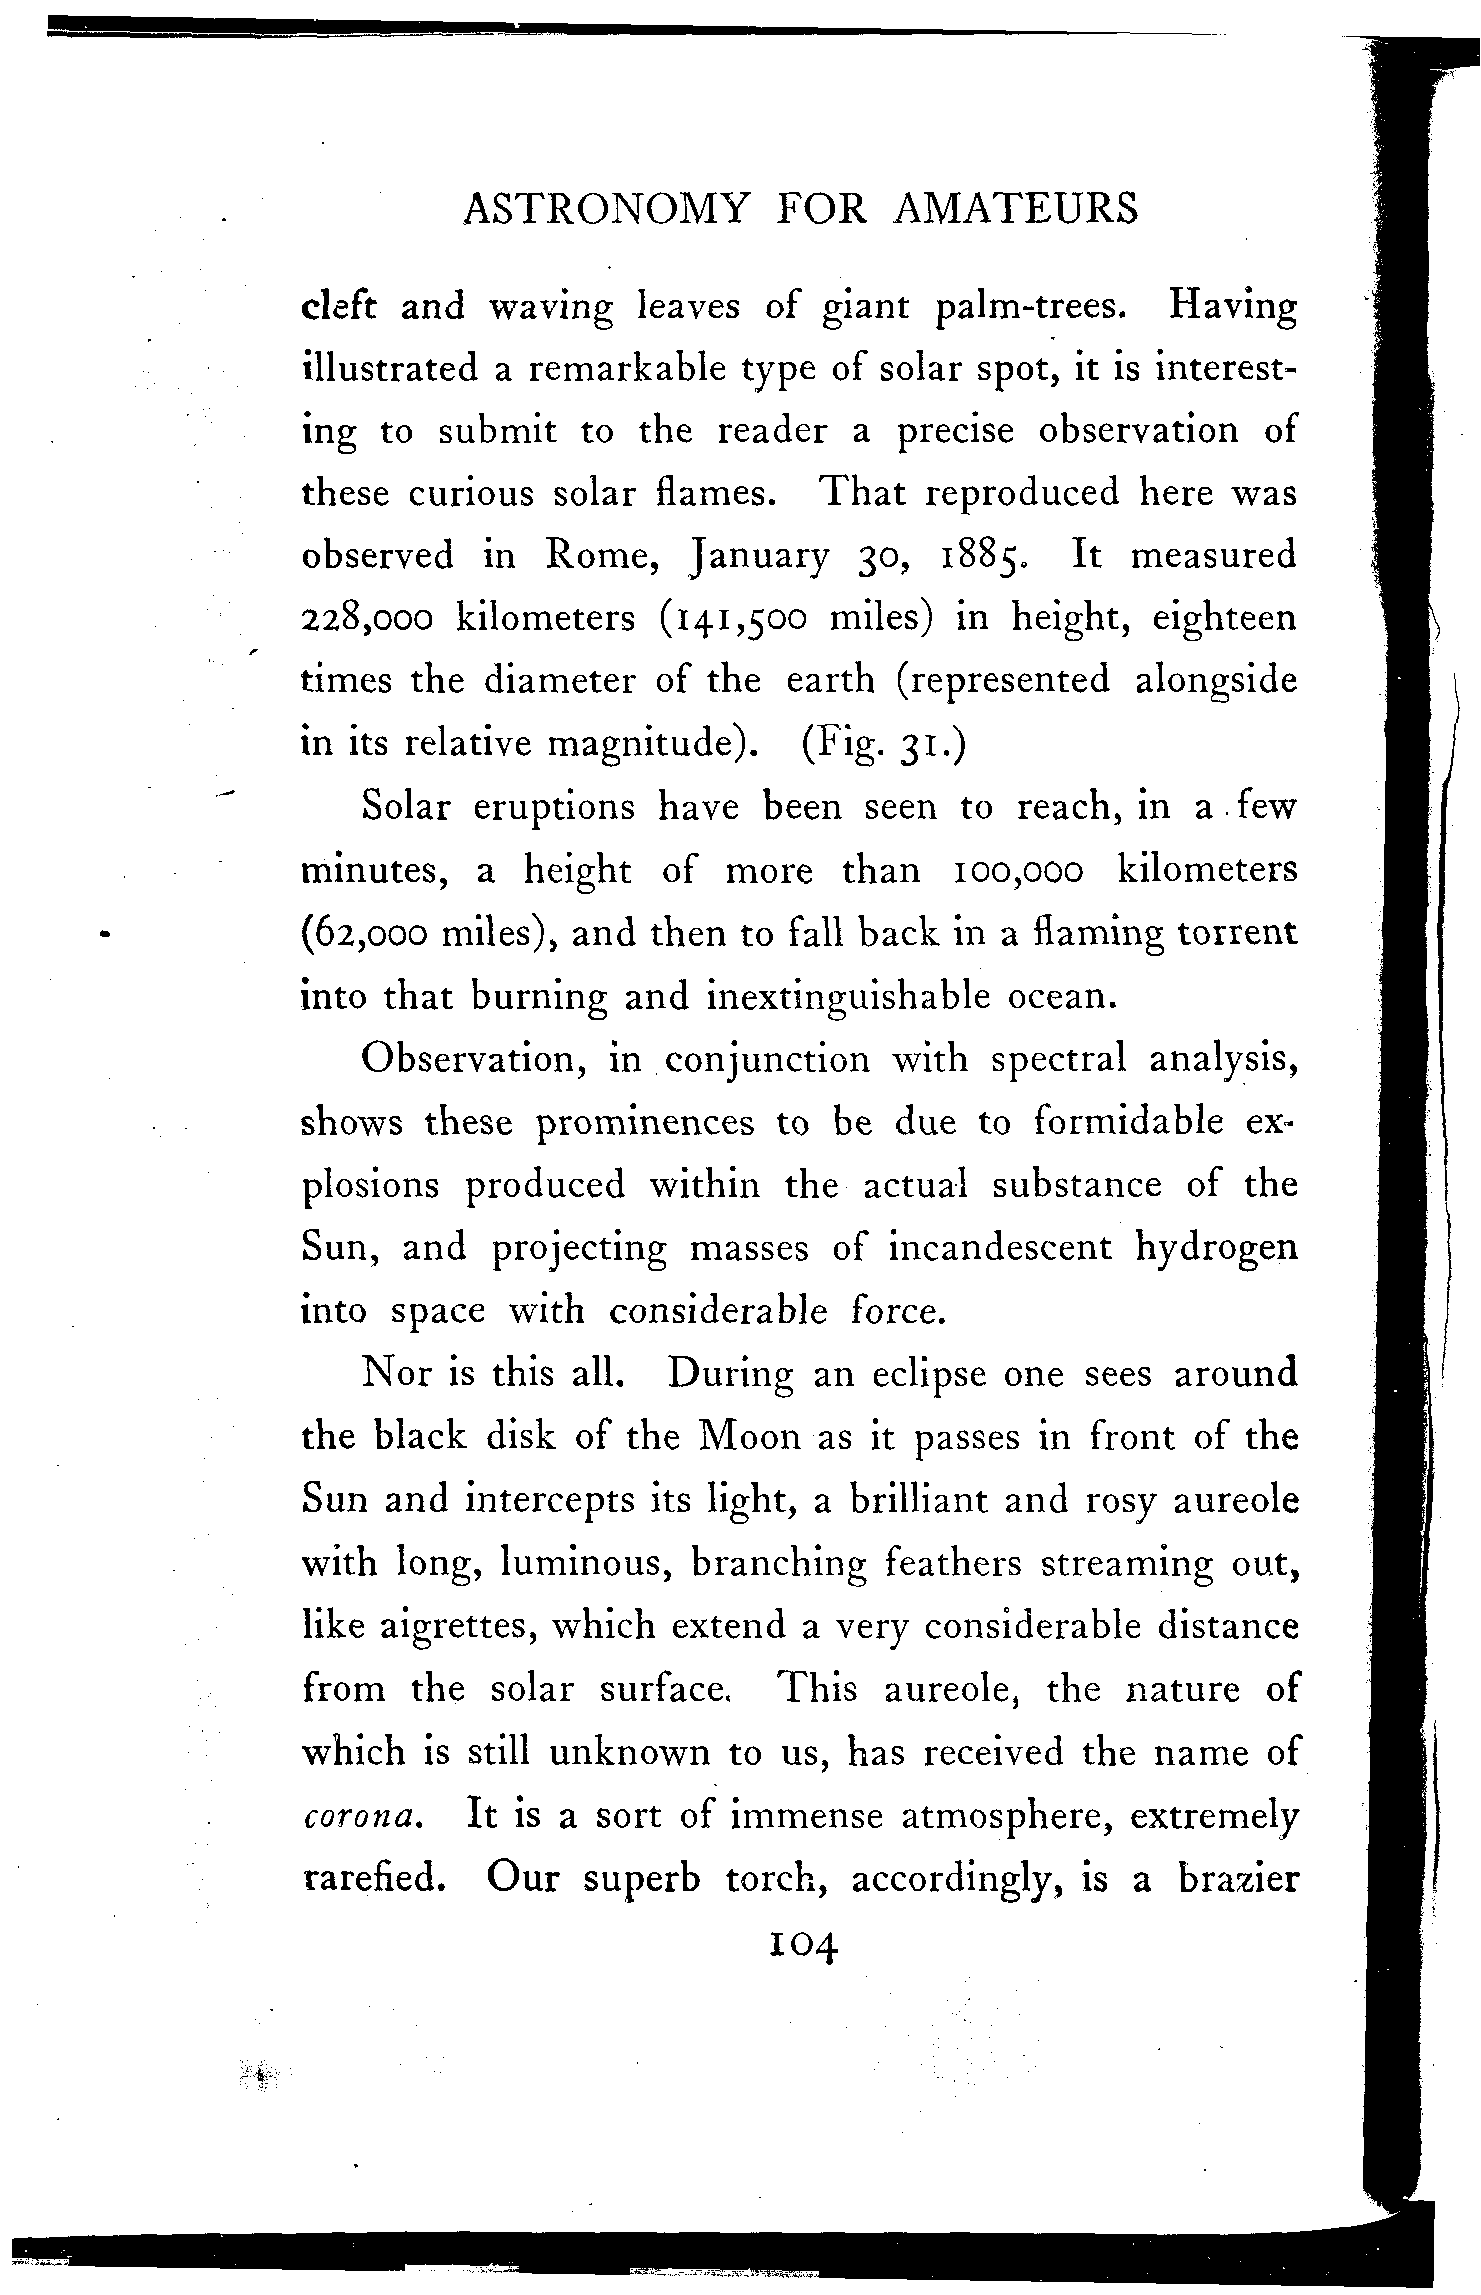 ASTRONOMY FOR AMATEURS
cleft and waving leaves of giant palm-trees. Having
illustrated a remarkable type of solar spot, it is interest-
ing to submit to the reader a precise observation of
these curious solar flames. That reproduced here was
observed in Rome, January 30, 1885. It measured
228,000 kilometers (141,500 miles) in height, eighteen
times the diameter of the earth (represented alongside
in its relative magnitude). (Fig. 31.)
Solar eruptions have been seen to reach, in a few
minutes, a height of more than 100,000 kilometers
(62,000 miles), and then to fall back in a flaming torrent
into that burning and inextinguishable ocean.
Observation, in conjunction with spectral analysis,
shows these prominences to be due to formidable ex-
plosions produced within the actual substance of the
Sun, and projecting masses of incandescent hydrogen
into space with considerable force.
Nor is this all. During an eclipse one sees around
the black disk of the Moon as it passes in front of the
Sun and intercepts its light, a brilliant and rosy aureole
with long, luminous, branching feathers streaming out,
like aigrettes, which extend a very considerable distance
from the solar surface. This aureole, the nature of
which is still unknown to us, has received the name of
corona. It is a sort of immense atmosphere, extremely
rarefied. Our superb torch, accordingly, is a brazier
104